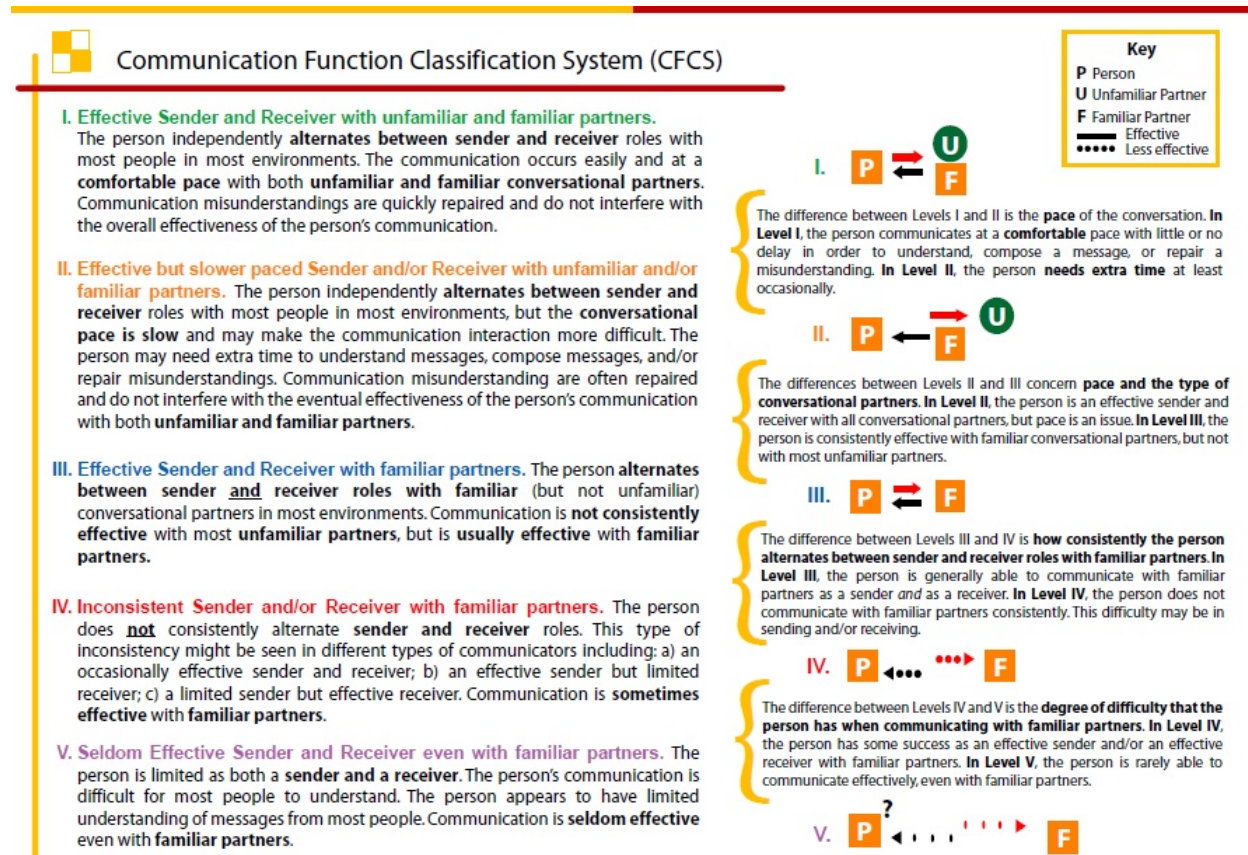 Communication Function Classification System (CFCS)
Key
P Person
U Unfamiliar Partner
F Familiar Partner
Effective
Less effective
I. Effective Sender and Receiver with unfamiliar and familiar partners.
The person independently alternates between sender and receiver roles with
most people in most environments. The communication occurs easily and at a
comfortable pace with both unfamiliar and familiar conversational partners.
Communication misunderstandings are quickly repaired and do not interfere with
the overall effectiveness of the person's communication.
II. Effective but slower paced Sender and/or Receiver with unfamiliar and/or
familiar partners. The person independently alternates between sender and
receiver roles with most people in most environments, but the conversational
pace is slow and may make the communication interaction more difficult. The
person may need extra time to understand messages, compose messages, and/or
repair misunderstandings. Communication misunderstanding are often repaired
and do not interfere with the eventual effectiveness of the person's communication
with both unfamiliar and familiar partners.
III. Effective Sender and Receiver with familiar partners. The person alternates
between sender and receiver roles with familiar (but not unfamiliar)
conversational partners in most environments. Communication is not consistently
effective with most unfamiliar partners, but is usually effective with familiar
partners.
IV. Inconsistent Sender and/or Receiver with familiar partners. The person
does not consistently alternate sender and receiver roles. This type of
inconsistency might be seen in different types of communicators including: a) an
occasionally effective sender and receiver; b) an effective sender but limited
receiver; c) a limited sender but effective receiver. Communication is sometimes
effective with familiar partners.
V. Seldom Effective Sender and Receiver even with familiar partners. The
person is limited as both a sender and a receiver. The person's communication is
difficult for most people to understand. The person appears to have limited
understanding of messages from most people. Communication is seldom effective
even with familiar partners.
I. P U
F
The difference between Levels I and II is the pace of the conversation. In
Level I, the person communicates at a comfortable pace with little or no
delay in order to understand, compose a message, or repair a
misunderstanding. In Level II, the person needs extra time at least
occasionally.
II. P F U
The differences between Levels II and III concern pace and the type of
conversational partners. In Level II, the person is an effective sender and
receiver with all conversational partners, but pace is an issue. In Level III, the
person is consistently effective with familiar conversational partners, but not
with most unfamiliar partners.
III. P F
The difference between Levels III and IV is how consistently the person
alternates between sender and receiver roles with familiar partners. In
Level III, the person is generally able to communicate with familiar
partners as a sender and as a receiver. In Level IV, the person does not
communicate with familiar partners consistently. This difficulty may be in
sending and/or receiving.
IV. P F
The difference between Levels IV and V is the degree of difficulty that the
person has when communicating with familiar partners. In Level IV,
the person has some success as an effective sender and/or an effective
receiver with familiar partners. In Level V, the person is rarely able to
communicate effectively, even with familiar partners.
V. P ? F